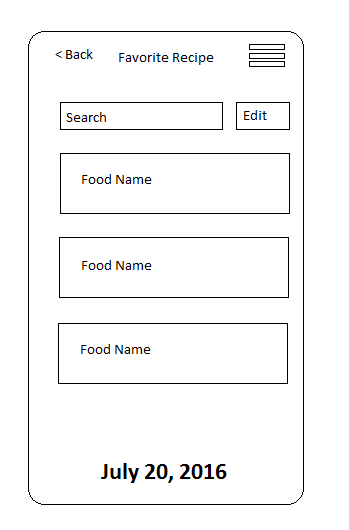 < Back Favorite Recipe
Search Edit
Food Name
Food Name
Food Name
July 20, 2016